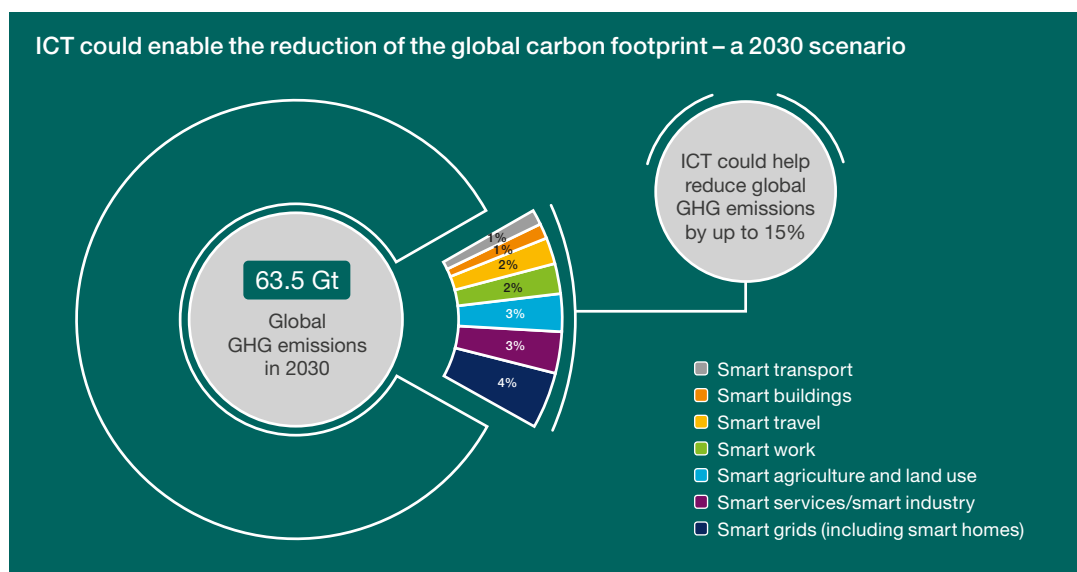 ICT could enable the reduction of the global carbon footprint – a 2030 scenario
63.5 Gt
Global
GHG emissions
in 2030
1%
1%
2%
2%
3%
3%
4%
ICT could help
reduce global
GHG emissions
by up to 15%
Smart transport
Smart buildings
Smart travel
Smart work
Smart agriculture and land use
Smart services/smart industry
Smart grids (including smart homes)